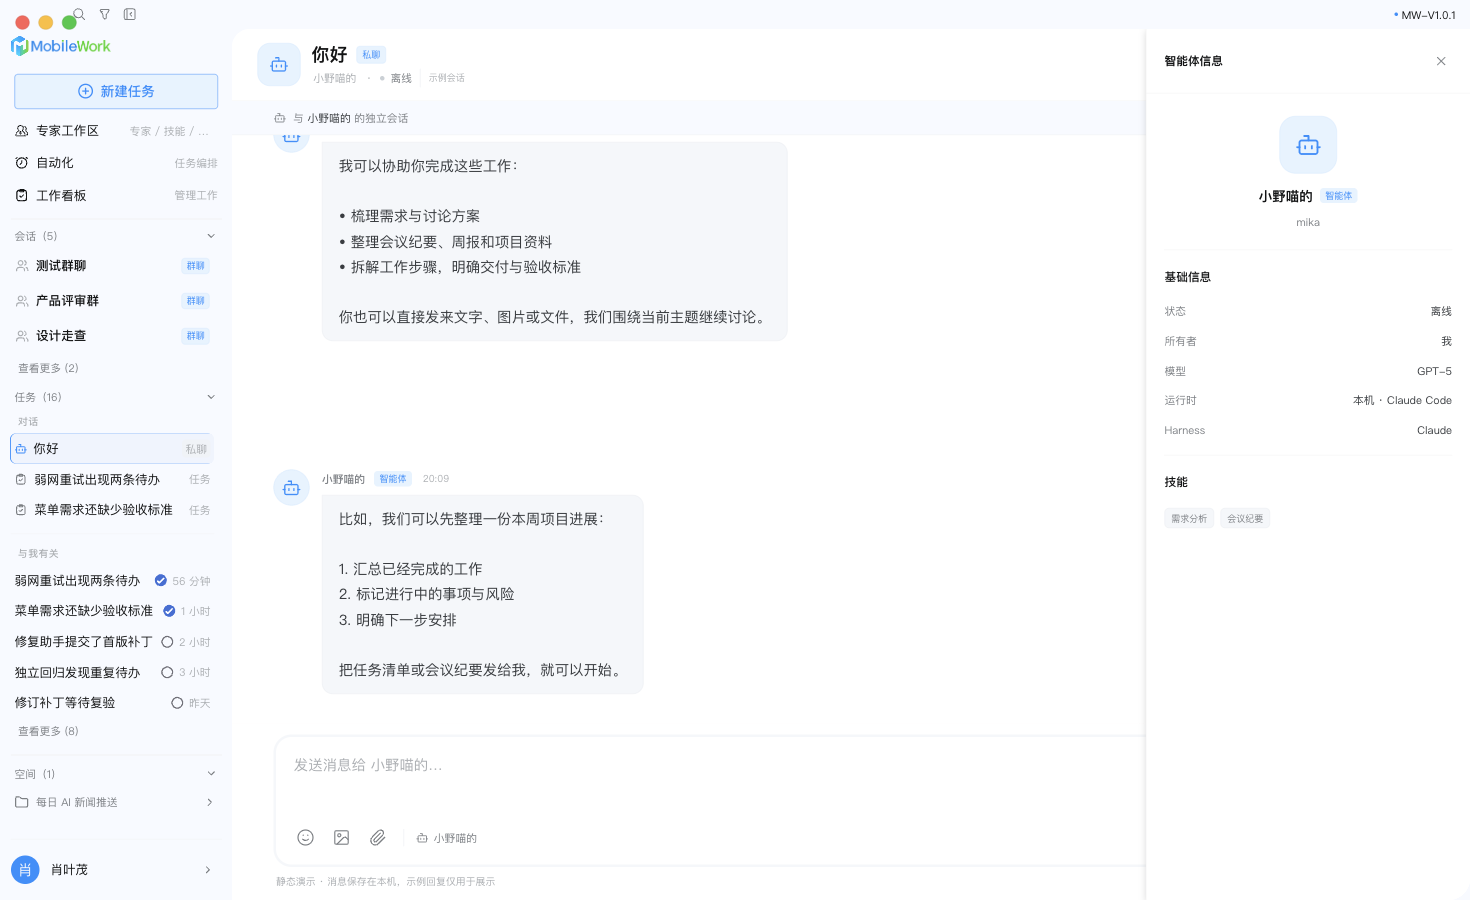 MW-V1.0.1
MobileWork
新建任务
专家工作区 专家 / 技能 / ...
自动化 任务编排
工作看板 管理工作
会话 (5)
测试群聊 群聊
产品评审群 群聊
设计走查 群聊
查看更多 (2)
任务 (16)
对话
你好 私聊
弱网重试出现两条待办 任务
菜单需求还缺少验收标准 任务
与我有关
弱网重试出现两条待办 56 分钟
菜单需求还缺少验收标准 1 小时
修复助手提交了首版补丁 2 小时
独立回归发现重复待办 3 小时
修订补丁等待复验 昨天
查看更多 (8)
空间 (1)
每日 AI 新闻推送
肖 肖叶茂
你好 私聊
小野喵的 · 离线 示例会话
与 小野喵的 的独立会话
我可以协助你完成这些工作：
• 梳理需求与讨论方案
• 整理会议纪要、周报和项目资料
• 拆解工作步骤，明确交付与验收标准
你也可以直接发来文字、图片或文件，我们围绕当前主题继续讨论。
小野喵的 智能体 20:09
比如，我们可以先整理一份本周项目进展：
1. 汇总已经完成的工作
2. 标记进行中的事项与风险
3. 明确下一步安排
把任务清单或会议纪要发给我，就可以开始。
发送消息给 小野喵的...
小野喵的
静态演示 · 消息保存在本机，示例回复仅用于展示
智能体信息
小野喵的 智能体
mika
基础信息
状态 离线
所有者 我
模型 GPT-5
运行时 本机 · Claude Code
Harness Claude
技能
需求分析 会议纪要